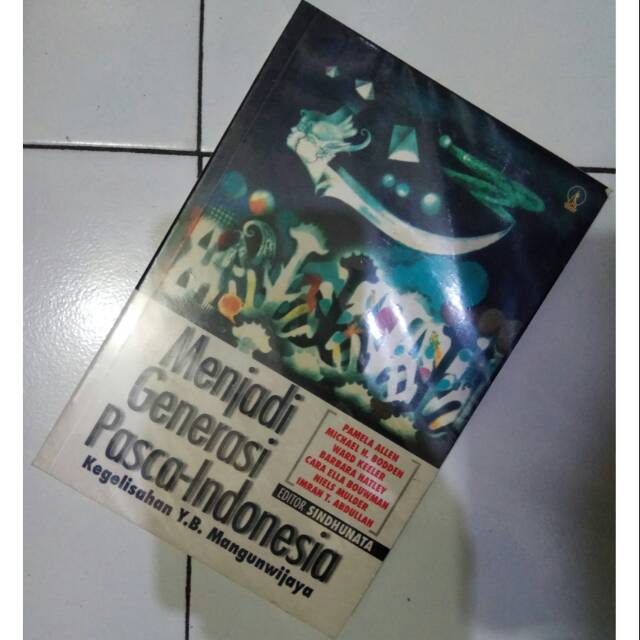 Menjadi
Generasi
Pasca-Indonesia
Kegelisahan Y.B. Mangunwijaya
PAMELA ALLEN
MICHAEL H. BODDEN
WARD KEELER
BARBARA HATLEY
CARA ELLA BOUWMAN
NIELS MULDER
IMRAN T. ABDULLAH
EDITOR SINDHUNATA